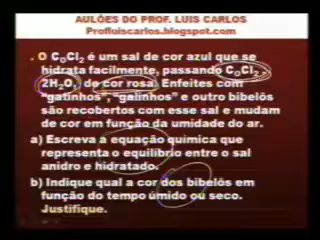 AULÕES DO PROF. LUIS CARLOS
Profluiscarlos.blogspot.com
. O CoCl2 é um sal de cor azul que se
hidrata facilmente, passando CoCl2 .
2H2O, de cor rosa. Enfeites com
“gatinhos”, “galinhos” e outro bibelôs
são recobertos com esse sal e mudam
de cor em função da umidade do ar.
a) Escreva a equação química que
representa o equilíbrio entre o sal
anidro e hidratado.
b) Indique qual a cor dos bibelôs em
função do tempo úmido ou seco.
Justifique.